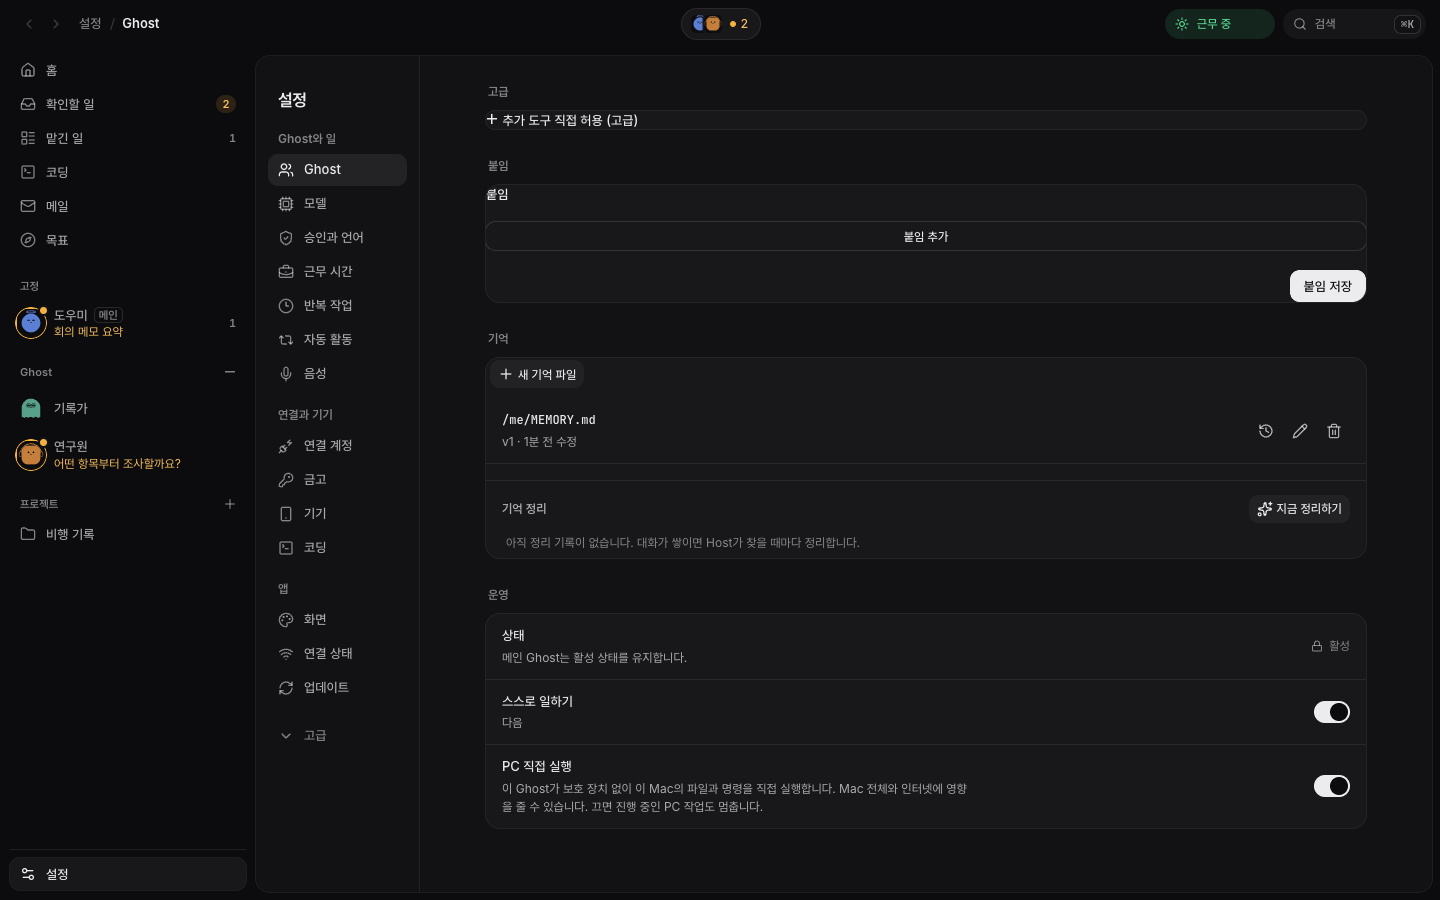 설정 / Ghost
2
근무 중
검색
⌘K
홈
확인할 일
2
맡긴 일
1
코딩
메일
목표
고정
도우미 메인
회의 메모 요약
1
Ghost
기록가
연구원
어떤 항목부터 조사할까요?
프로젝트
비행 기록
설정
설정
Ghost와 일
Ghost
모델
승인과 언어
근무 시간
반복 작업
자동 활동
음성
연결과 기기
연결 계정
금고
기기
코딩
앱
화면
연결 상태
업데이트
고급
고급
추가 도구 직접 허용 (고급)
붙임
붙임
붙임 추가
붙임 저장
기억
새 기억 파일
/me/MEMORY.md
v1 · 1분 전 수정
기억 정리
지금 정리하기
아직 정리 기록이 없습니다. 대화가 쌓이면 Host가 찾을 때마다 정리합니다.
운영
상태
메인 Ghost는 활성 상태를 유지합니다.
활성
스스로 일하기
다음
PC 직접 실행
이 Ghost가 보호 장치 없이 이 Mac의 파일과 명령을 직접 실행합니다. Mac 전체와 인터넷에 영향
을 줄 수 있습니다. 끄면 진행 중인 PC 작업도 멈춥니다.